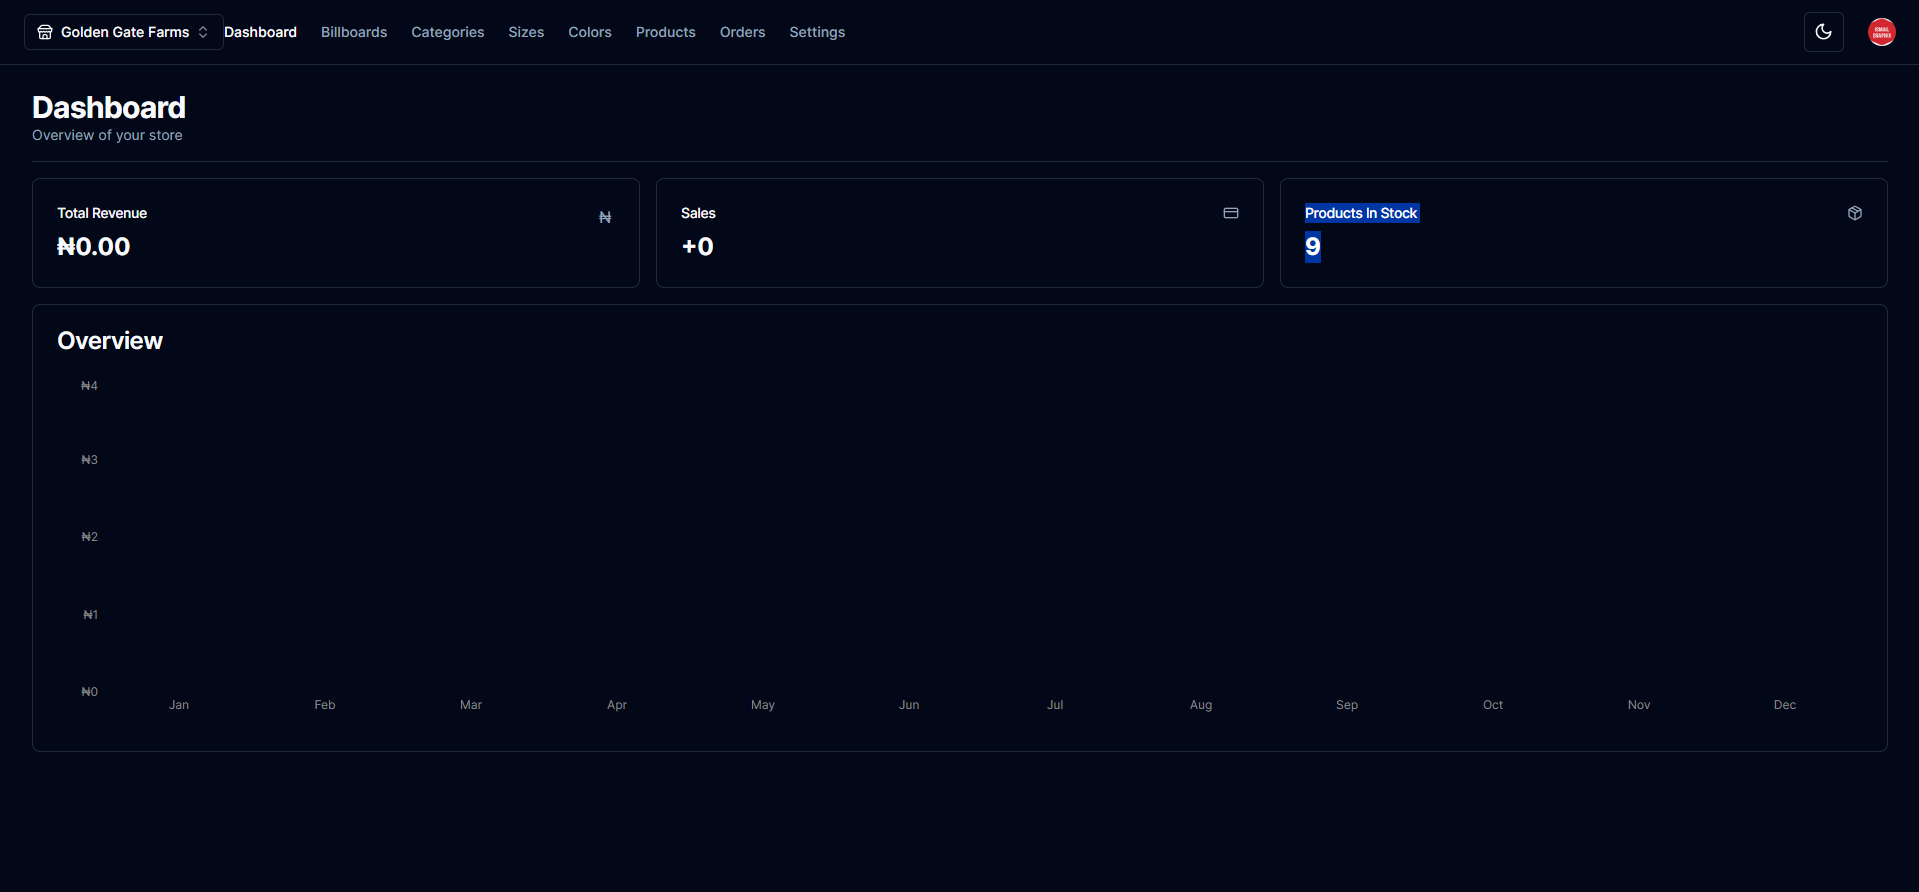 Golden Gate Farms Dashboard Billboards Categories Sizes Colors Products Orders Settings
ISMAIL
GRAPHIX
Dashboard
Overview of your store
Total Revenue ₦
₦0.00
Sales
+0
Products In Stock
9
Overview
₦4
₦3
₦2
₦1
₦0
Jan Feb Mar Apr May Jun Jul Aug Sep Oct Nov Dec